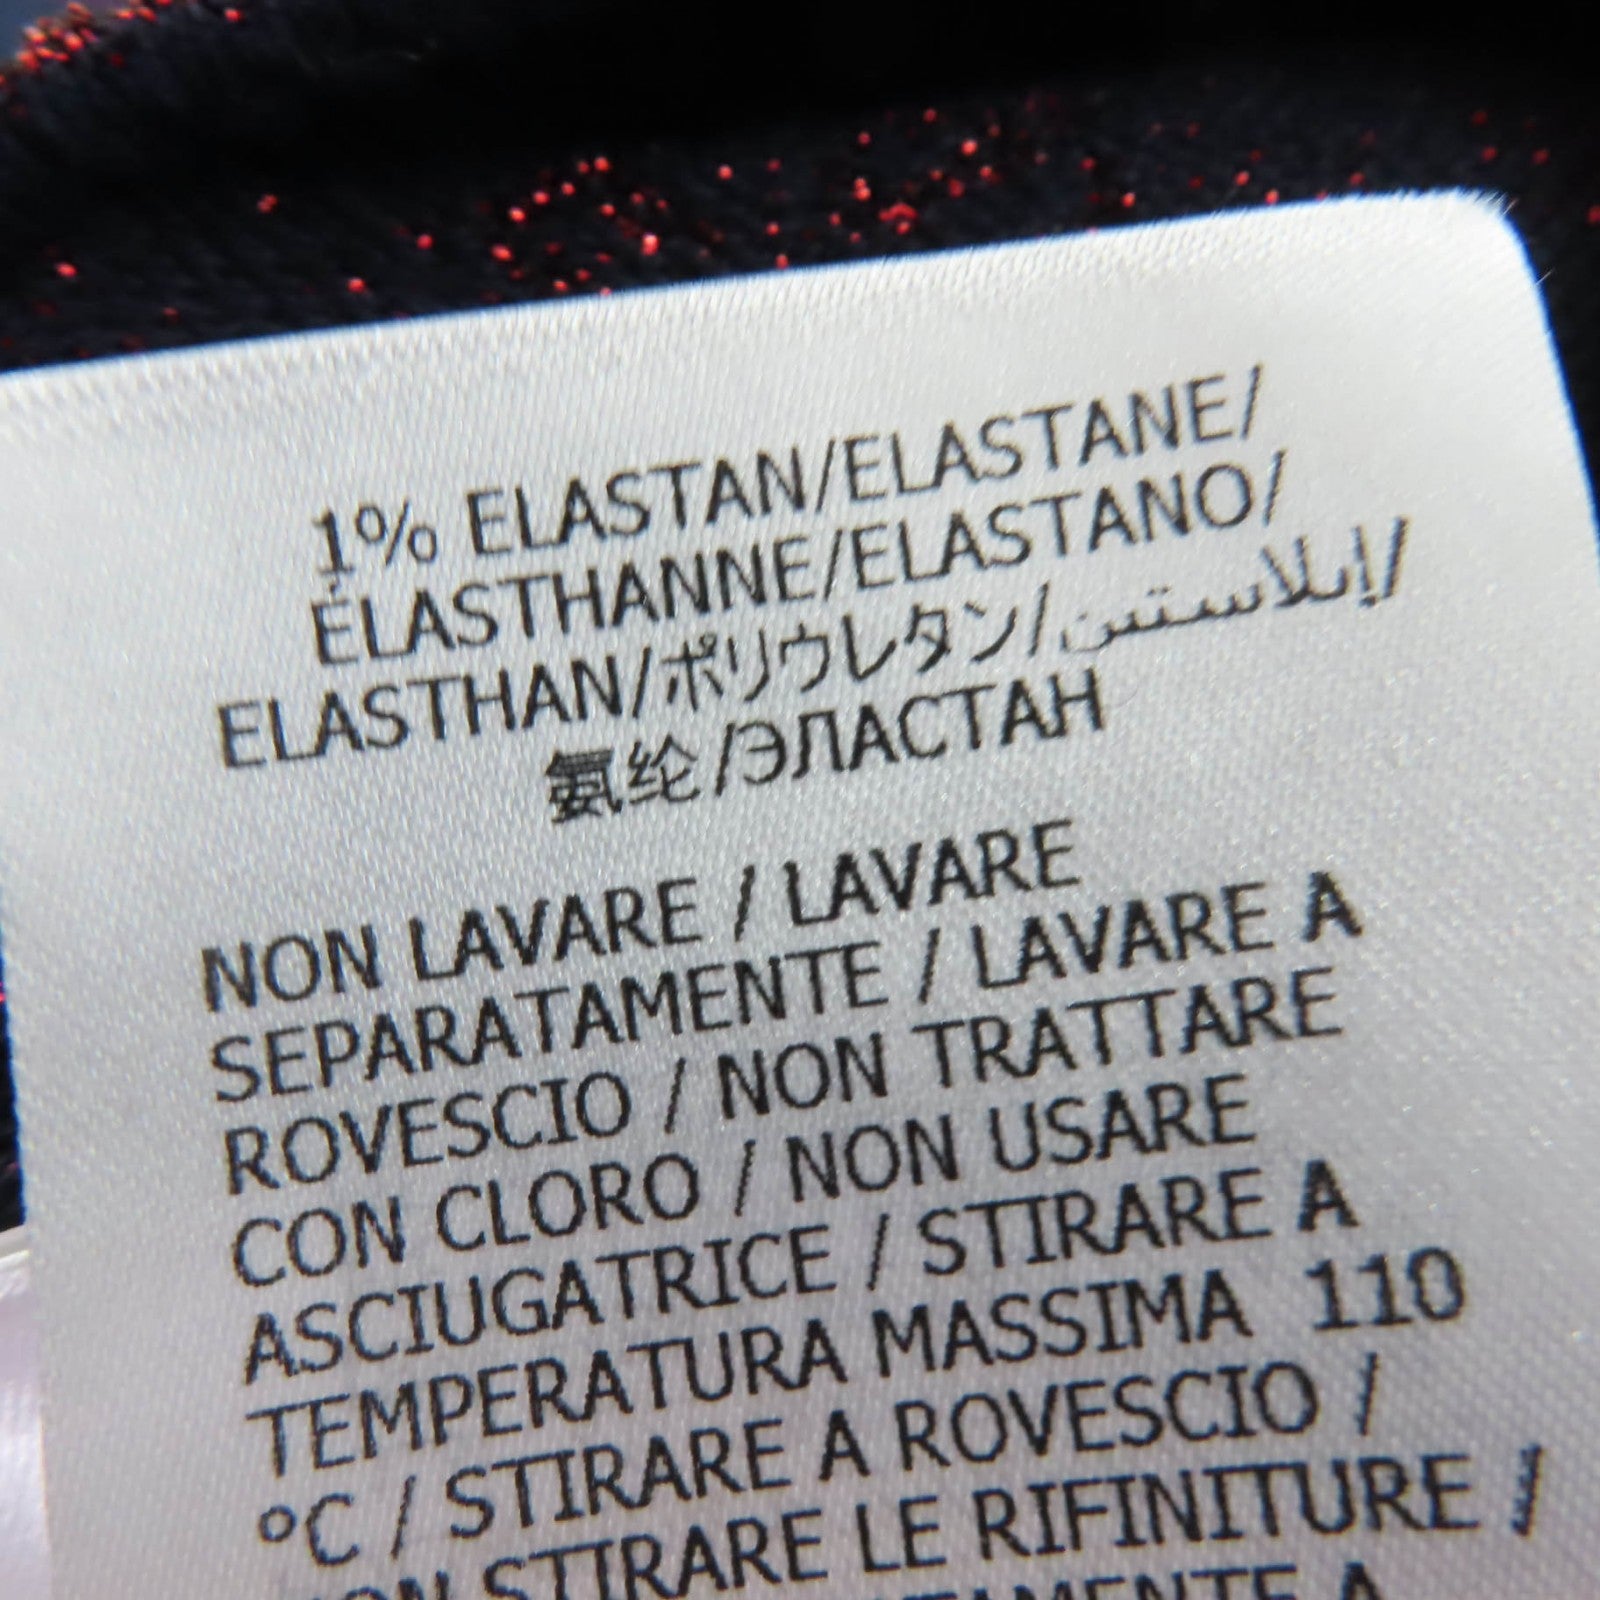 1% ELASTAN/ELASTANE/
ÉLASTHANNE/ELASTANO/
ELASTHAN/ポリウレタン/إيلاستين/
氨纶/ЭЛАСТАН
NON LAVARE / LAVARE
SEPARATAMENTE / LAVARE A
ROVESCIO / NON TRATTARE
CON CLORO / NON USARE
ASCIUGATRICE / STIRARE A
TEMPERATURA MASSIMA 110
°C / STIRARE A ROVESCIO /
NON STIRARE LE RIFINITURE /
A